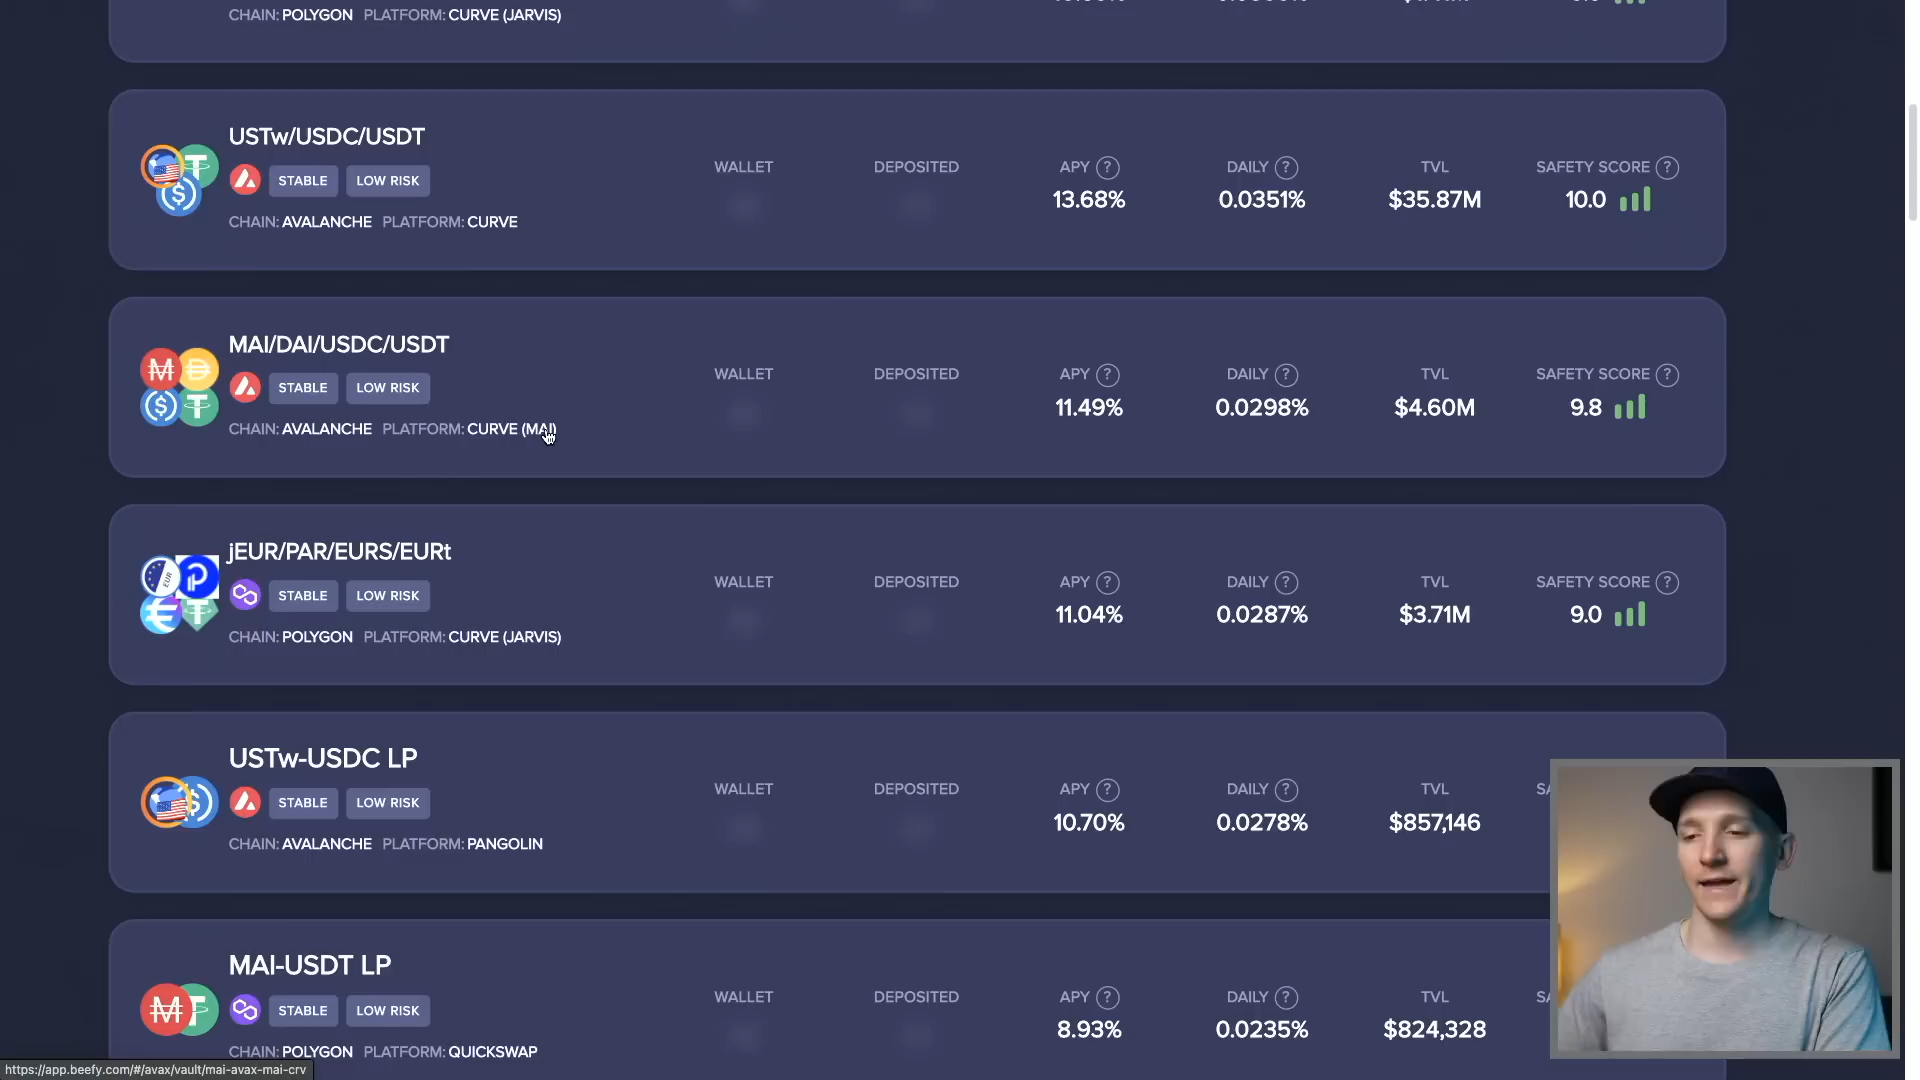 CHAIN: POLYGON PLATFORM: CURVE (JARVIS)
USTw/USDC/USDT
STABLE LOW RISK
CHAIN: AVALANCHE PLATFORM: CURVE
WALLET DEPOSITED APY ? DAILY ? TVL SAFETY SCORE ?
13.68% 0.0351% $35.87M 10.0
MAI/DAI/USDC/USDT
STABLE LOW RISK
CHAIN: AVALANCHE PLATFORM: CURVE (MAI)
WALLET DEPOSITED APY ? DAILY ? TVL SAFETY SCORE ?
11.49% 0.0298% $4.60M 9.8
jEUR/PAR/EURS/EURt
STABLE LOW RISK
CHAIN: POLYGON PLATFORM: CURVE (JARVIS)
WALLET DEPOSITED APY ? DAILY ? TVL SAFETY SCORE ?
11.04% 0.0287% $3.71M 9.0
USTw-USDC LP
STABLE LOW RISK
CHAIN: AVALANCHE PLATFORM: PANGOLIN
WALLET DEPOSITED APY ? DAILY ? TVL
10.70% 0.0278% $857,146
MAI-USDT LP
STABLE LOW RISK
CHAIN: POLYGON PLATFORM: QUICKSWAP
WALLET DEPOSITED APY ? DAILY ? TVL
8.93% 0.0235% $824,328
https://app.beefy.com/#/avax/vault/mai-avax-mai-crv